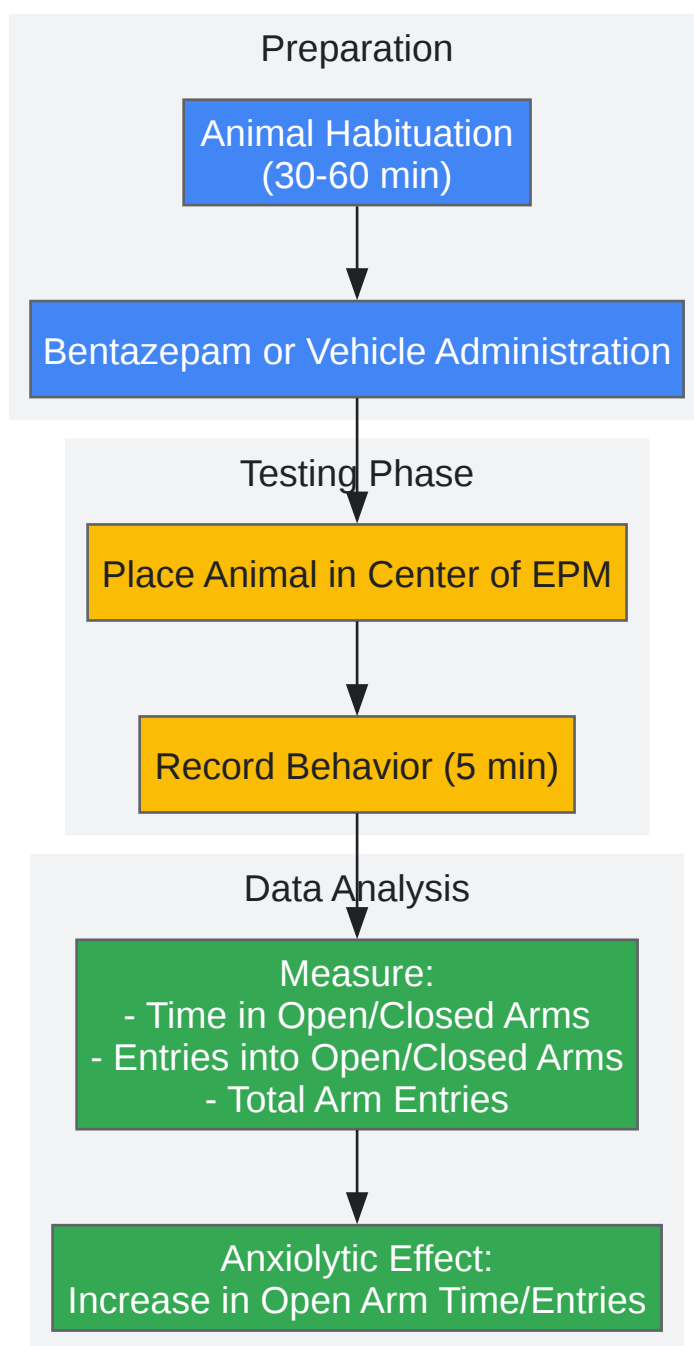 Preparation
Animal Habituation
(30-60 min)
Bentazepam or Vehicle Administration
Testing Phase
Place Animal in Center of EPM
Record Behavior (5 min)
Data Analysis
Measure:
- Time in Open/Closed Arms
- Entries into Open/Closed Arms
- Total Arm Entries
Anxiolytic Effect:
Increase in Open Arm Time/Entries